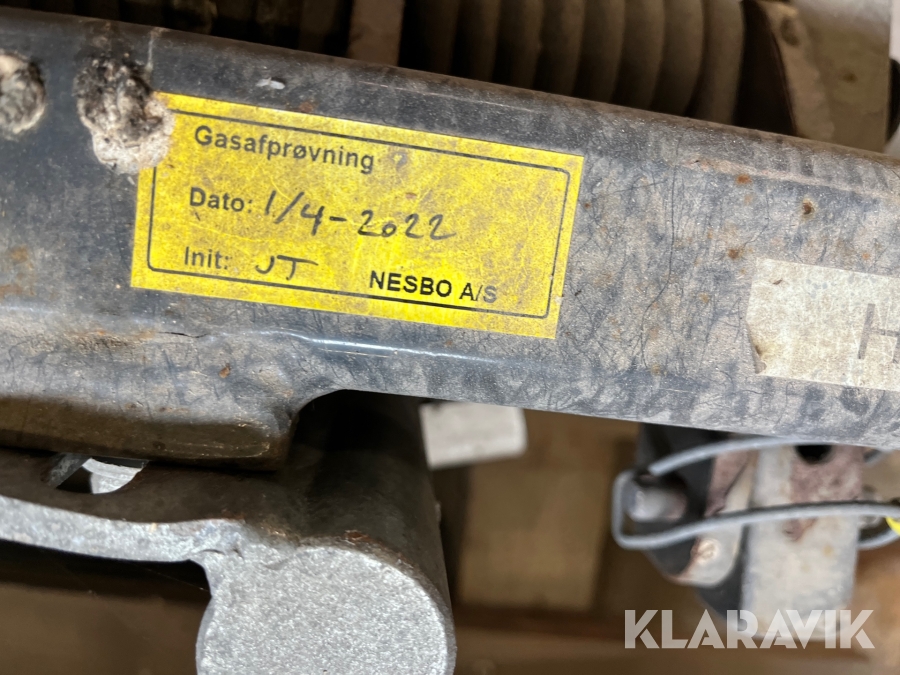 Gasafprøvning
Dato: 1/4-2022
Init: JT NESBO A/S
H
KLARAVIK